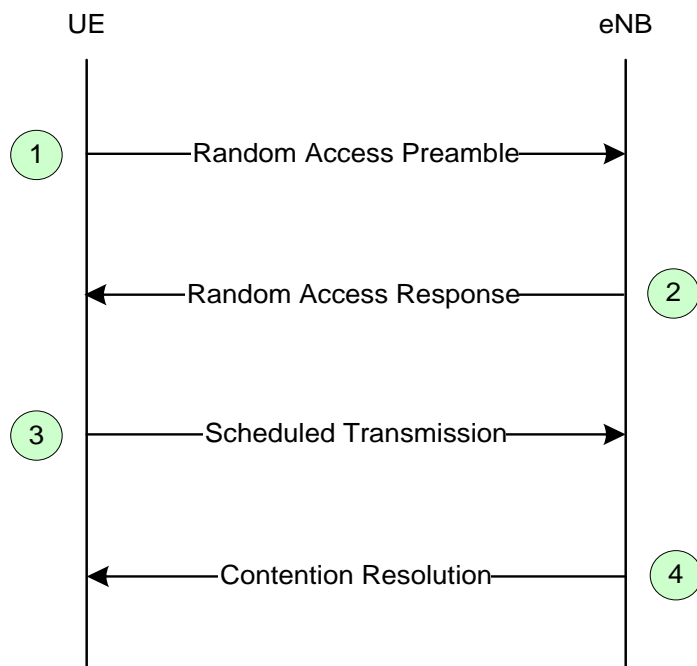 UE
eNB
1
Random Access Preamble
Random Access Response
2
3
Scheduled Transmission
Contention Resolution
4